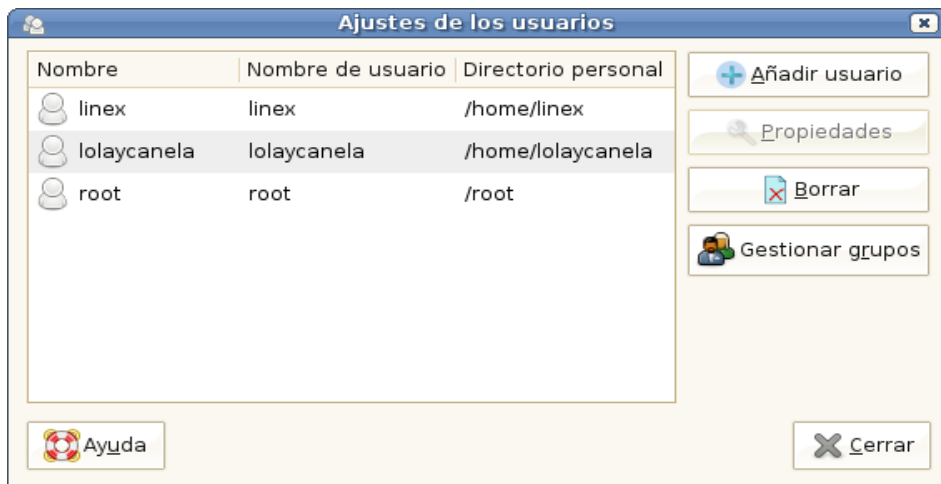 Ajustes de los usuarios
Nombre Nombre de usuario Directorio personal
linex linex /home/linex
lolaycanela lolaycanela /home/lolaycanela
root root /root
Añadir usuario
Propiedades
Borrar
Gestionar grupos
Ayuda
Cerrar